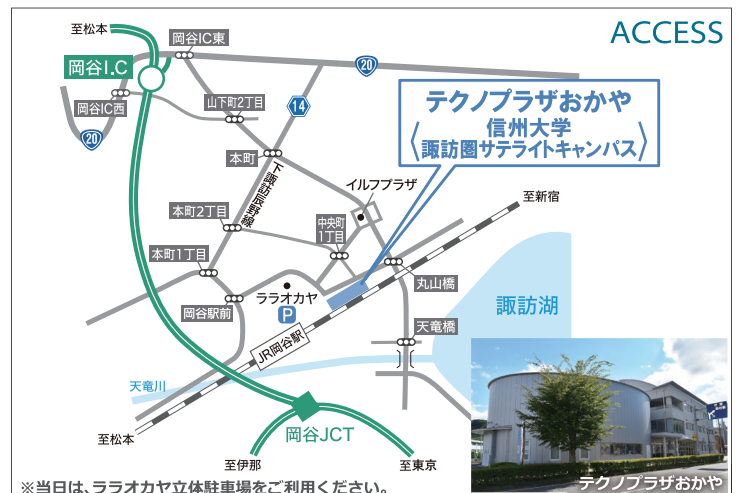 ACCESS
至松本
岡谷IC東
岡谷I.C
20
岡谷IC西
山下町2丁目
14
20
テクノプラザおかや
信州大学
諏訪圏サテライトキャンパス
本町
下諏訪辰野線
イルフプラザ
至新宿
本町2丁目
中央町
1丁目
本町1丁目
丸山橋
ララオカヤ
P
岡谷駅前
諏訪湖
天竜橋
JR岡谷駅
天竜川
至松本
岡谷JCT
至伊那
至東京
テクノプラザおかや
※当日は、ララオカヤ立体駐車場をご利用ください。